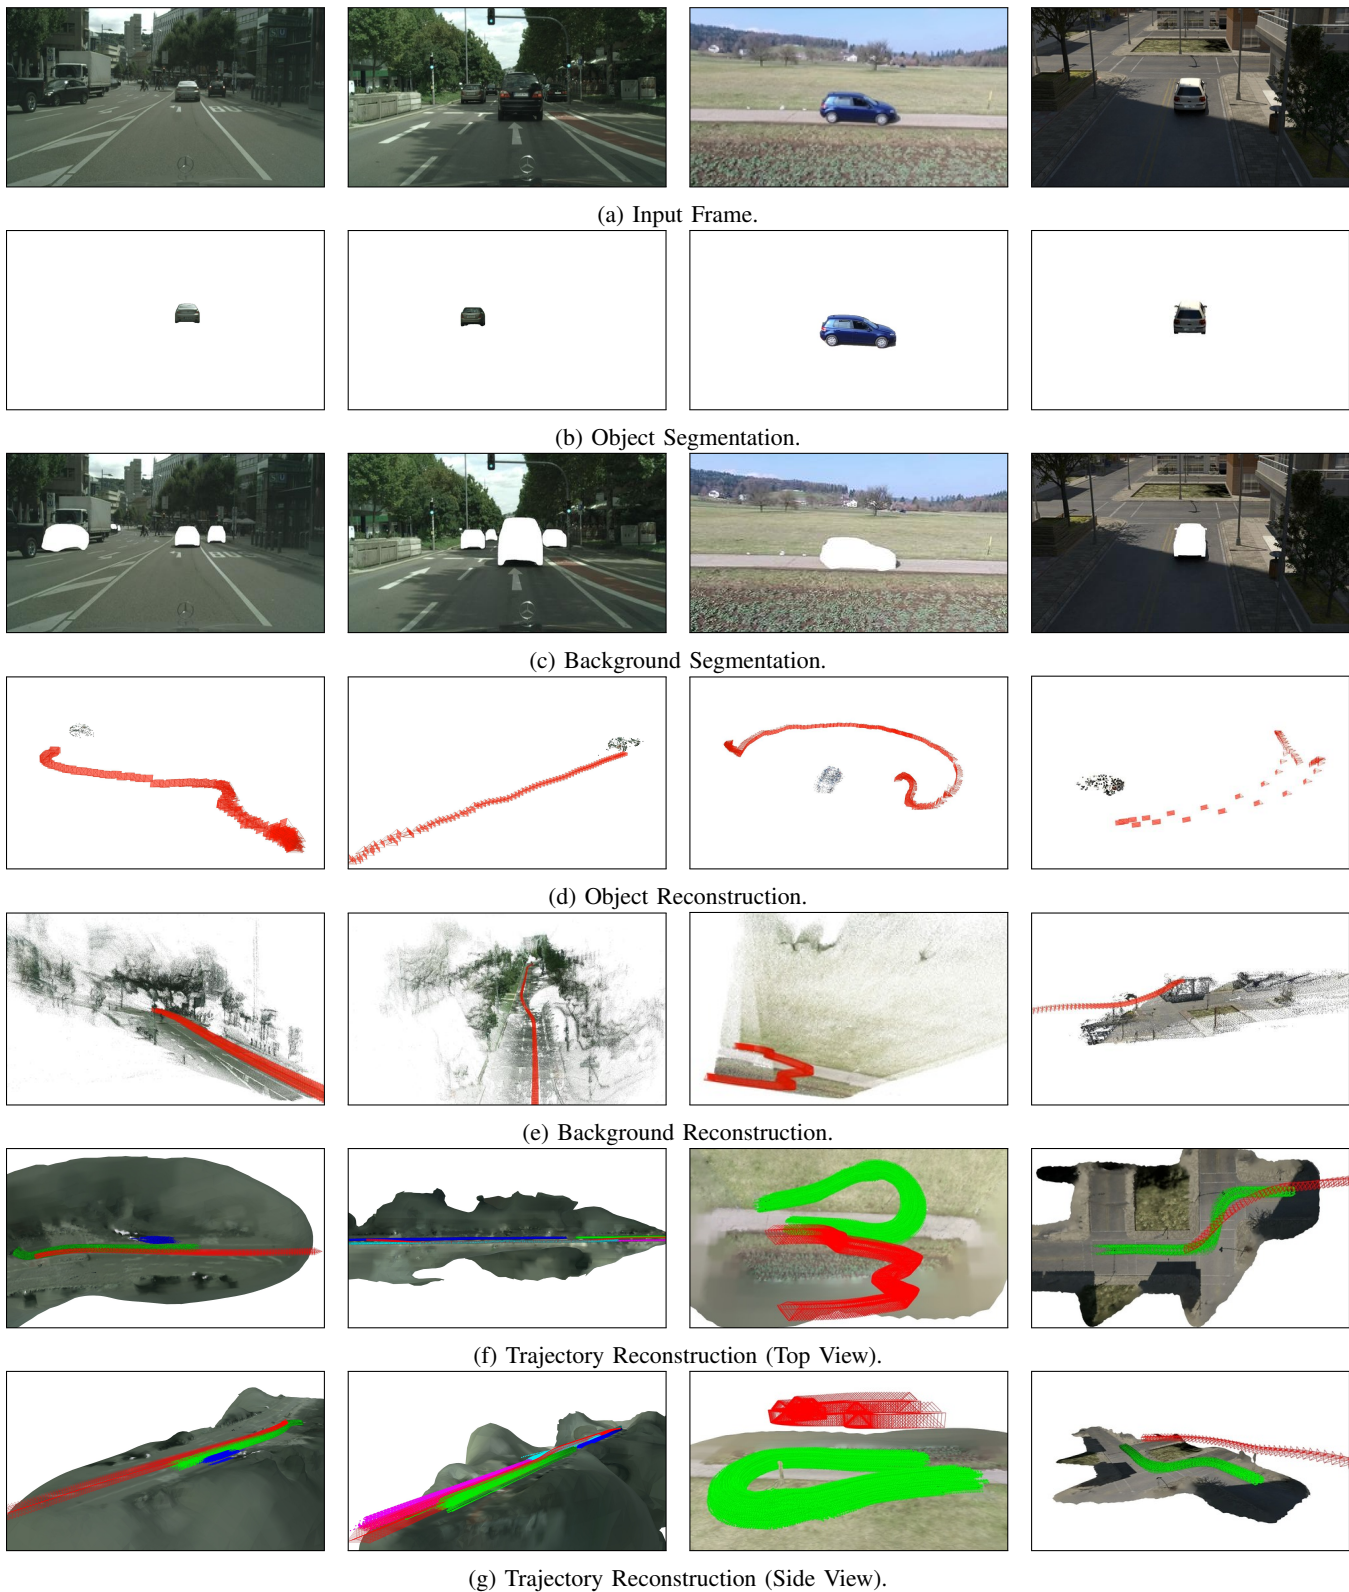 (a) Input Frame.
(b) Object Segmentation.
(c) Background Segmentation.
(d) Object Reconstruction.
(e) Background Reconstruction.
(f) Trajectory Reconstruction (Top View).
(g) Trajectory Reconstruction (Side View).